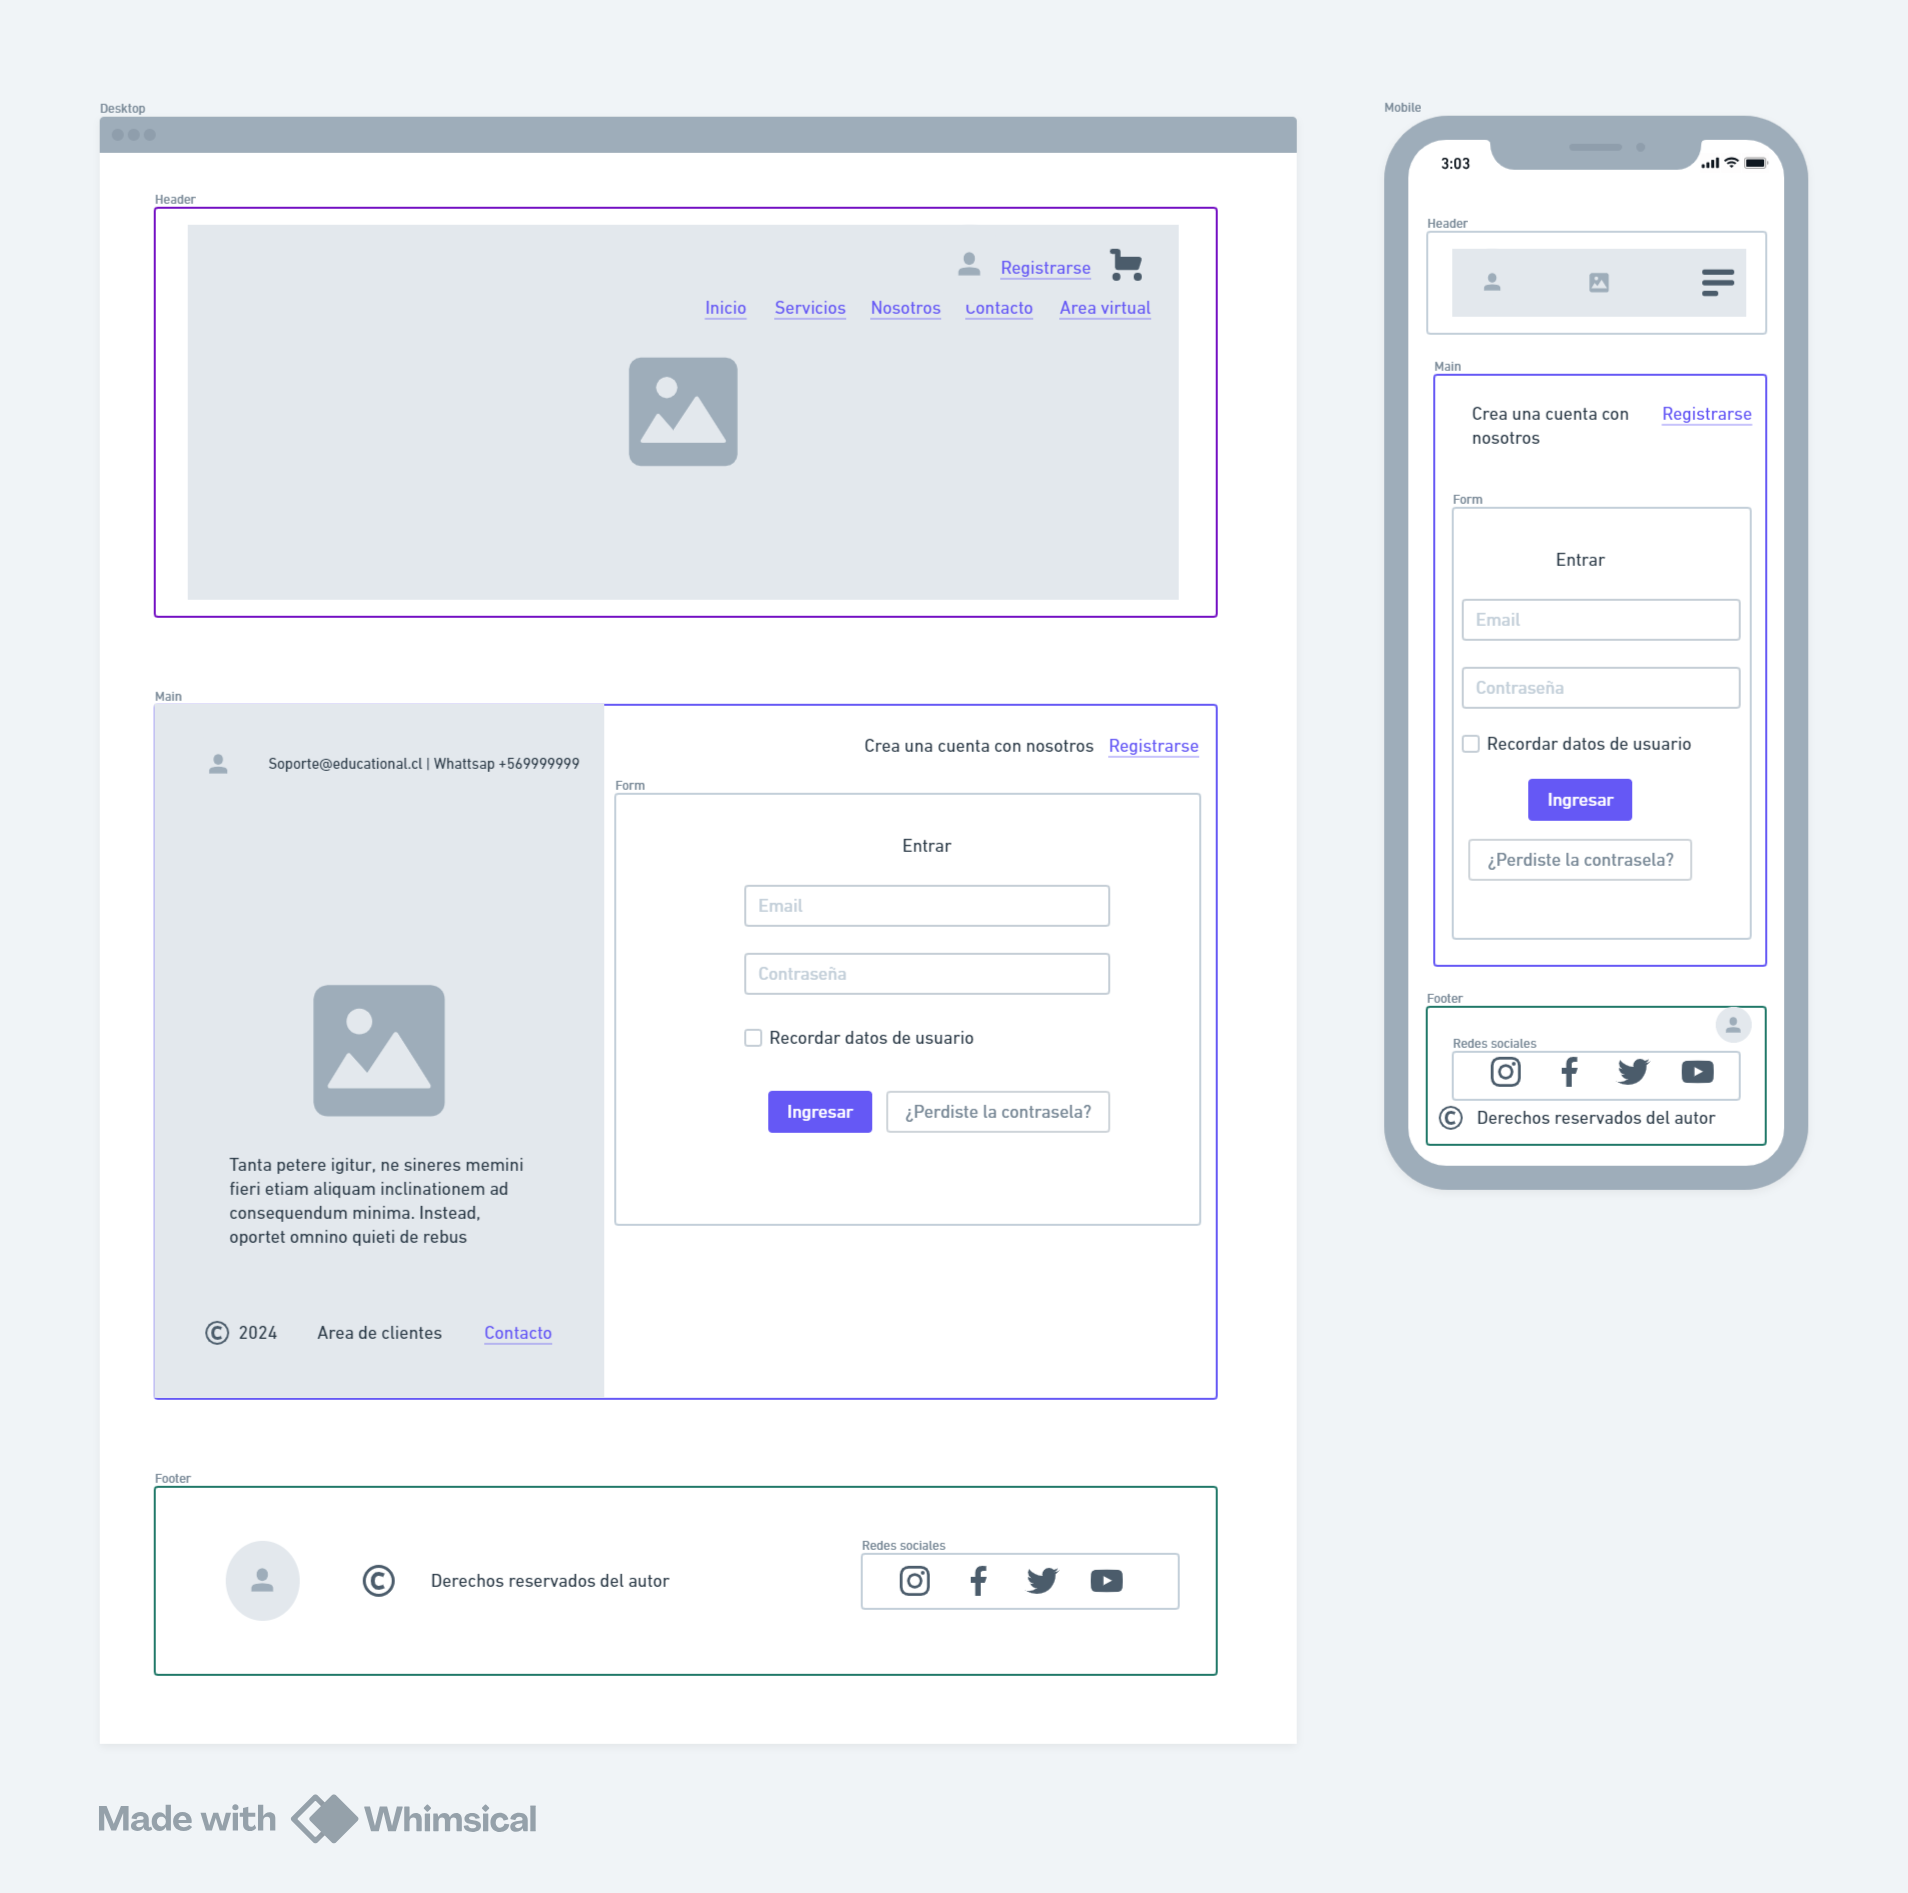 Desktop
Header
Registrarse
Inicio Servicios Nosotros Contacto Area virtual
Main
Soporte@educational.cl | Whattsap +569999999
Tanta petere igitur, ne sineres memini
fieri etiam aliquam inclinationem ad
consequendum minima. Instead,
oportet omnino quieti de rebus
© 2024 Area de clientes Contacto
Crea una cuenta con nosotros Registrarse
Form
Entrar
Email
Contraseña
Recordar datos de usuario
Ingresar ¿Perdiste la contrasela?
Footer
© Derechos reservados del autor
Redes sociales
Mobile
3:03
Header
Main
Crea una cuenta con Registrarse
nosotros
Form
Entrar
Email
Contraseña
Recordar datos de usuario
Ingresar
¿Perdiste la contrasela?
Footer
Redes sociales
© Derechos reservados del autor
Made with Whimsical